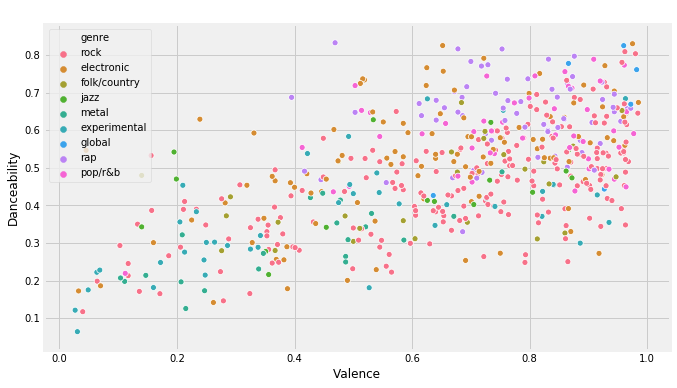 genre
rock
electronic
folk/country
jazz
metal
experimental
global
rap
pop/r&b
Danceability
0.8
0.7
0.6
0.5
0.4
0.3
0.2
0.1
0.0 0.2 0.4 0.6 0.8 1.0
Valence